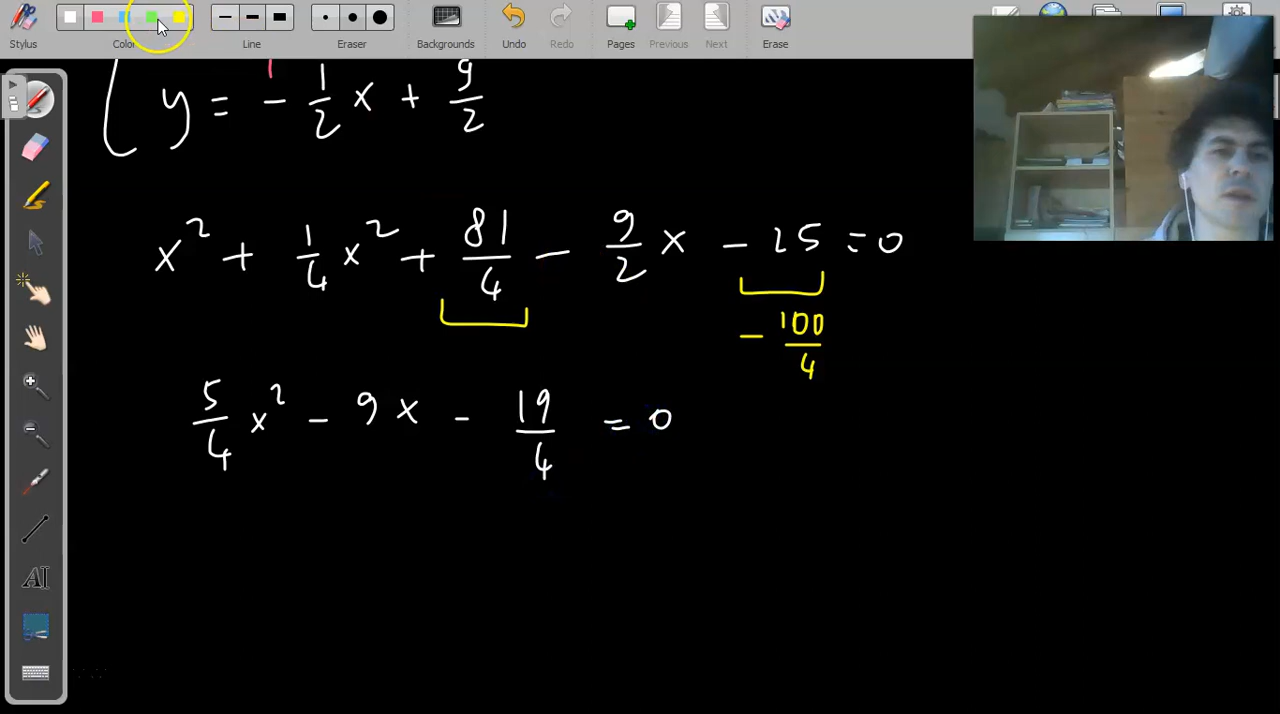 Stylus Color Line Eraser Backgrounds Undo Redo Pages Previous Next Erase
y = - 1/2 x + 9/2
x² + 1/4 x² + 81/4 - 9/2 x - 25 = 0
- 100/4
5/4 x² - 9x - 19/4 = 0
AI